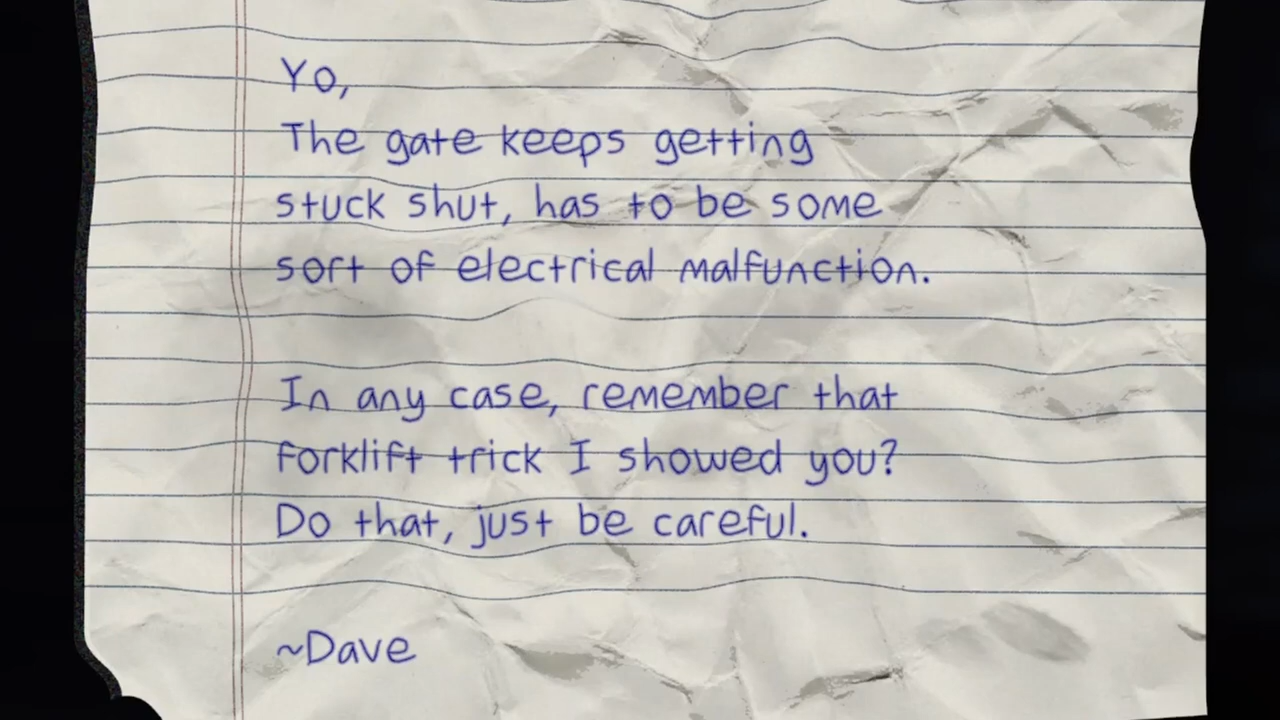 Yo,
The gate keeps getting
stuck shut, has to be some
sort of electrical malfunction.
In any case, remember that
forklift trick I showed you?
Do that, just be careful.
~Dave